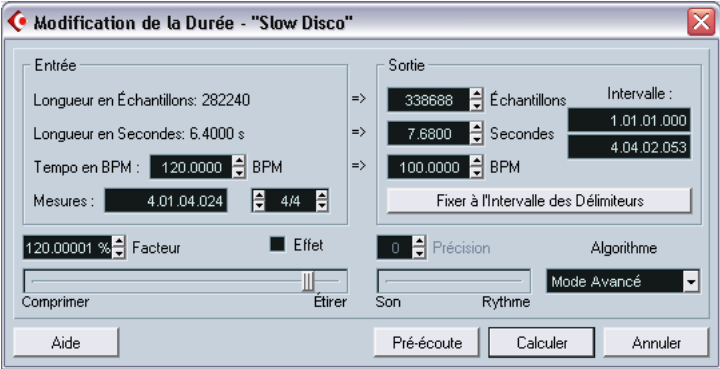 Modification de la Durée - "Slow Disco"
Entrée
Longueur en Échantillons: 282240 =>
Longueur en Secondes: 6.4000 s =>
Tempo en BPM : 120.0000 BPM =>
Mesures : 4.01.04.024 4/4
Sortie
338688 Échantillons
7.6800 Secondes
100.0000 BPM
Intervalle :
1.01.01.000
4.04.02.053
Fixer à l'Intervalle des Délimiteurs
120.00001 % Facteur
Effet
Comprimer Étirer
0 Précision
Son Rythme
Algorithme
Mode Avancé
Aide Pré-écoute Calculer Annuler